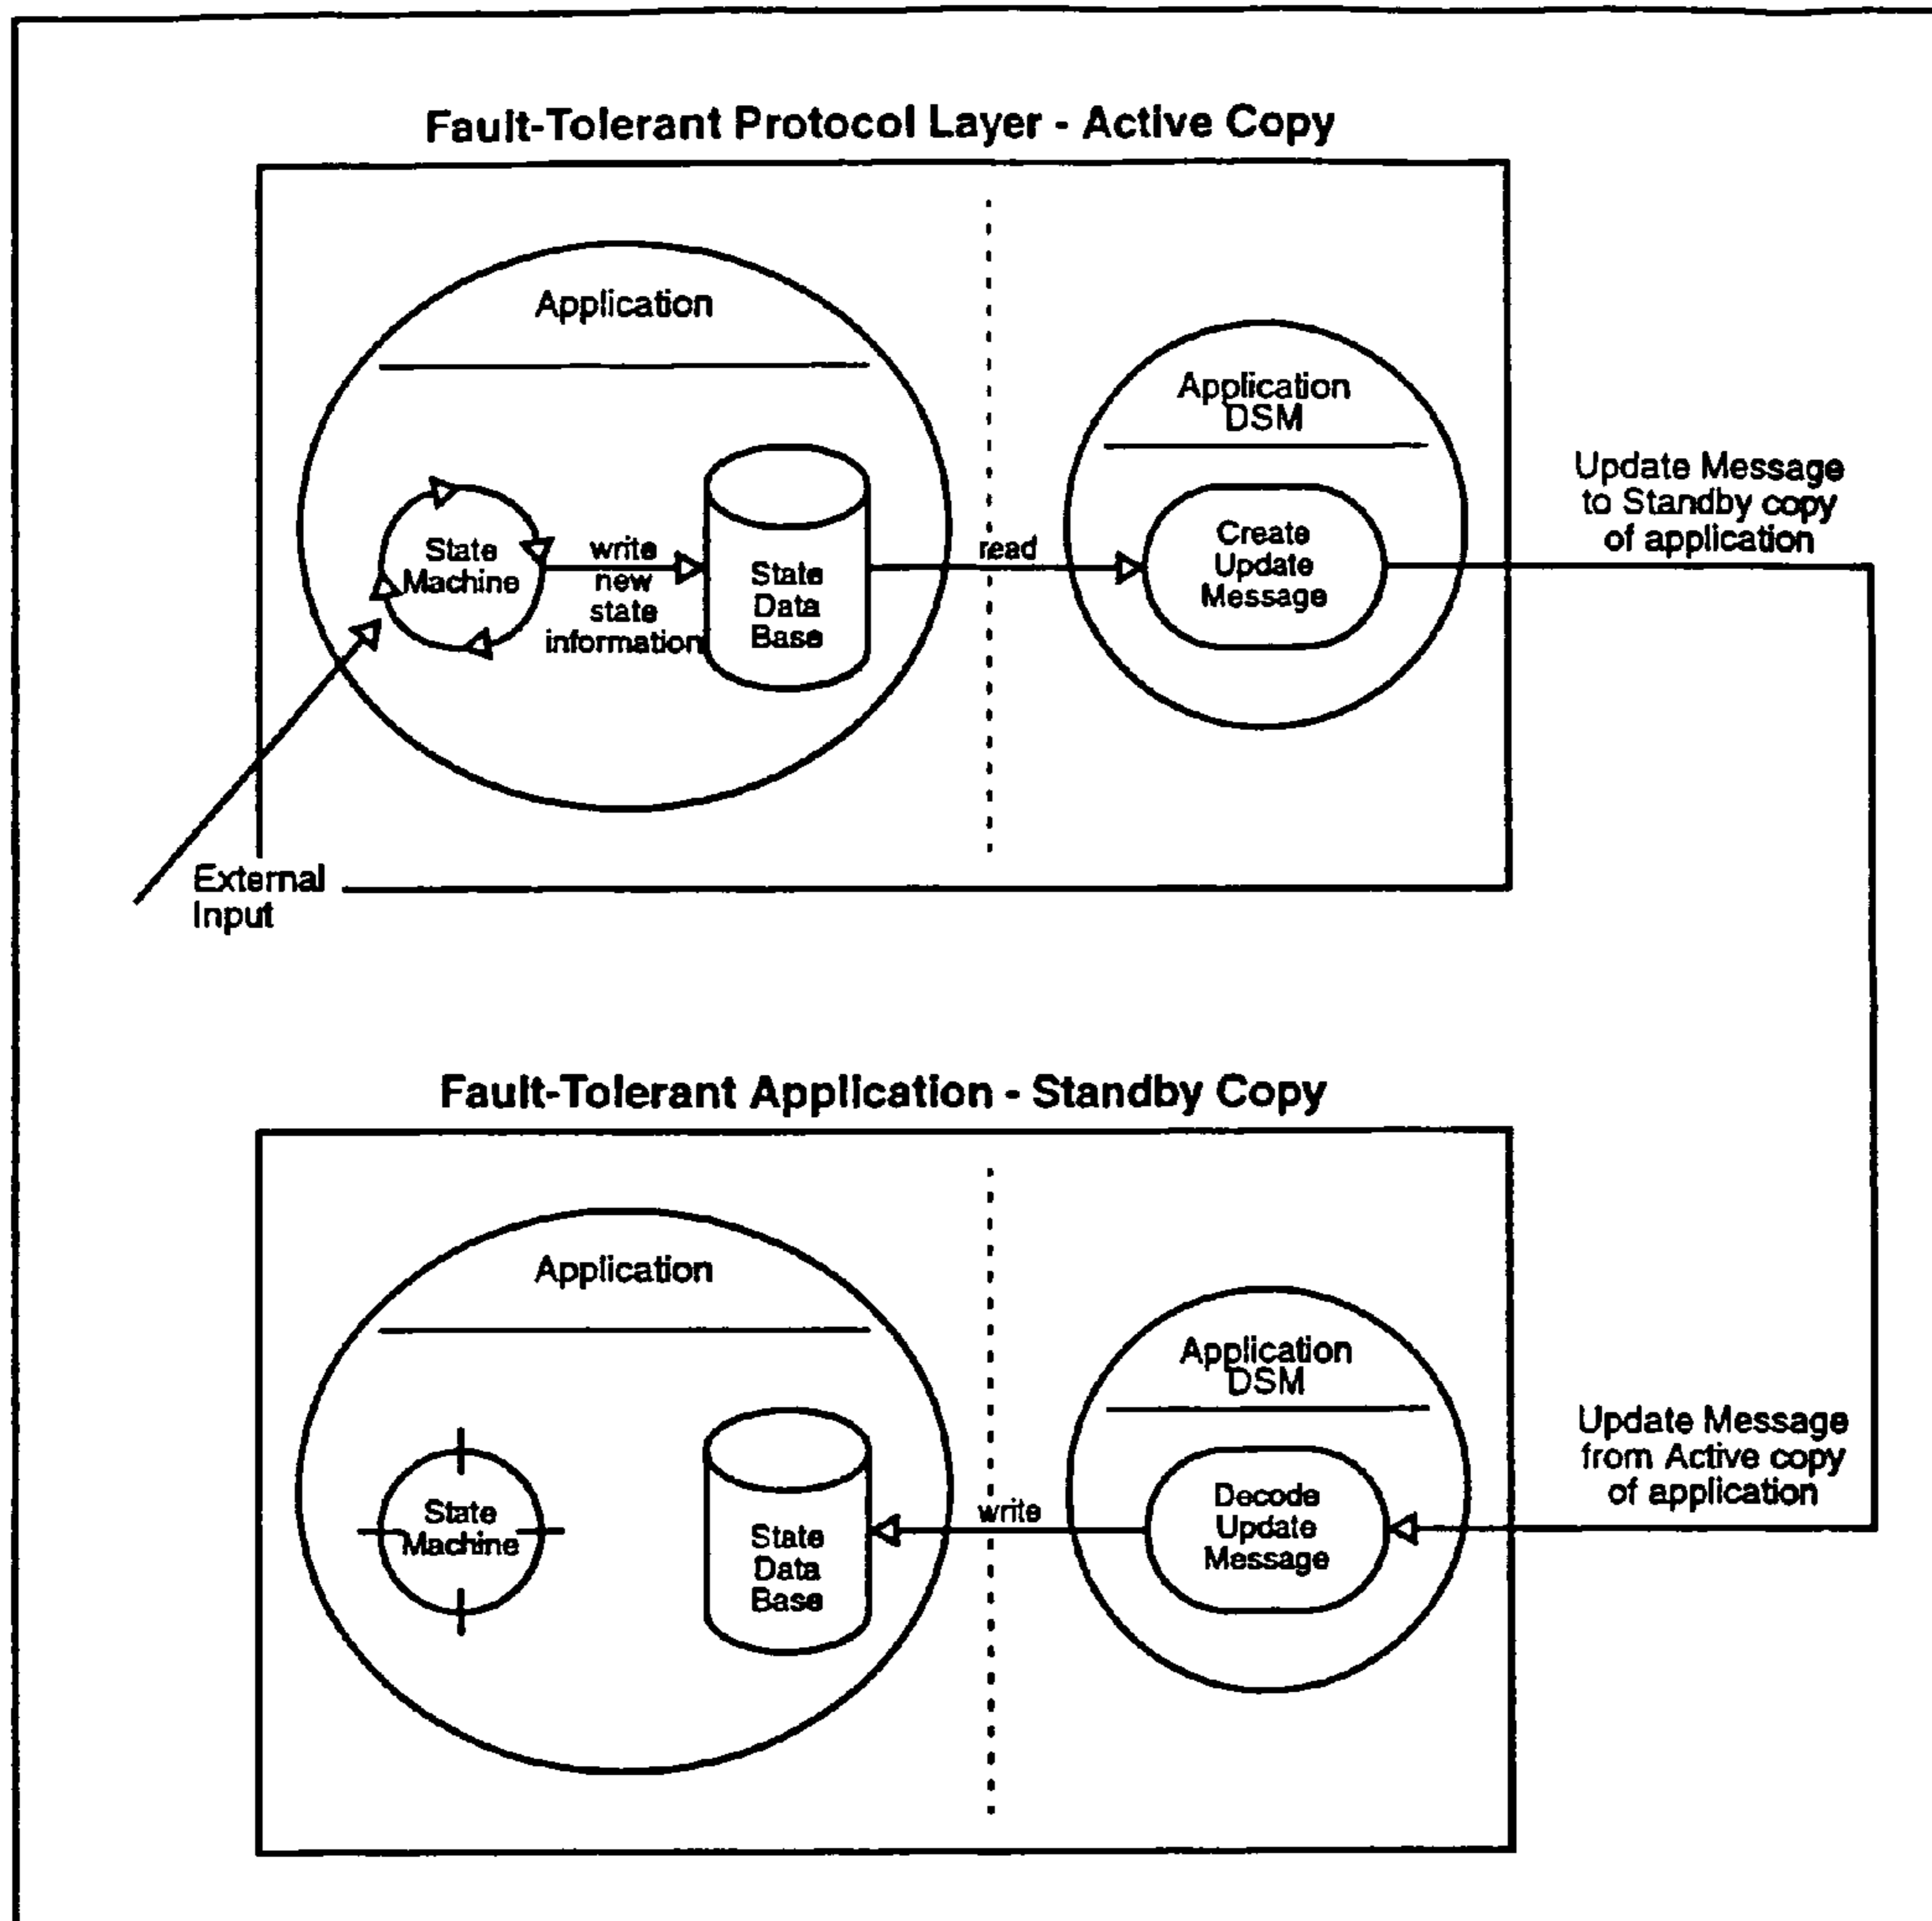 Fault-Tolerant Protocol Layer - Active Copy
Application
Application
DSM
State
Machine
write
new
state
information
State
Data
Base
read
Create
Update
Message
Update Message
to Standby copy
of application
External
Input
Fault-Tolerant Application - Standby Copy
Application
Application
DSM
State
Machine
State
Data
Base
write
Decode
Update
Message
Update Message
from Active copy
of application